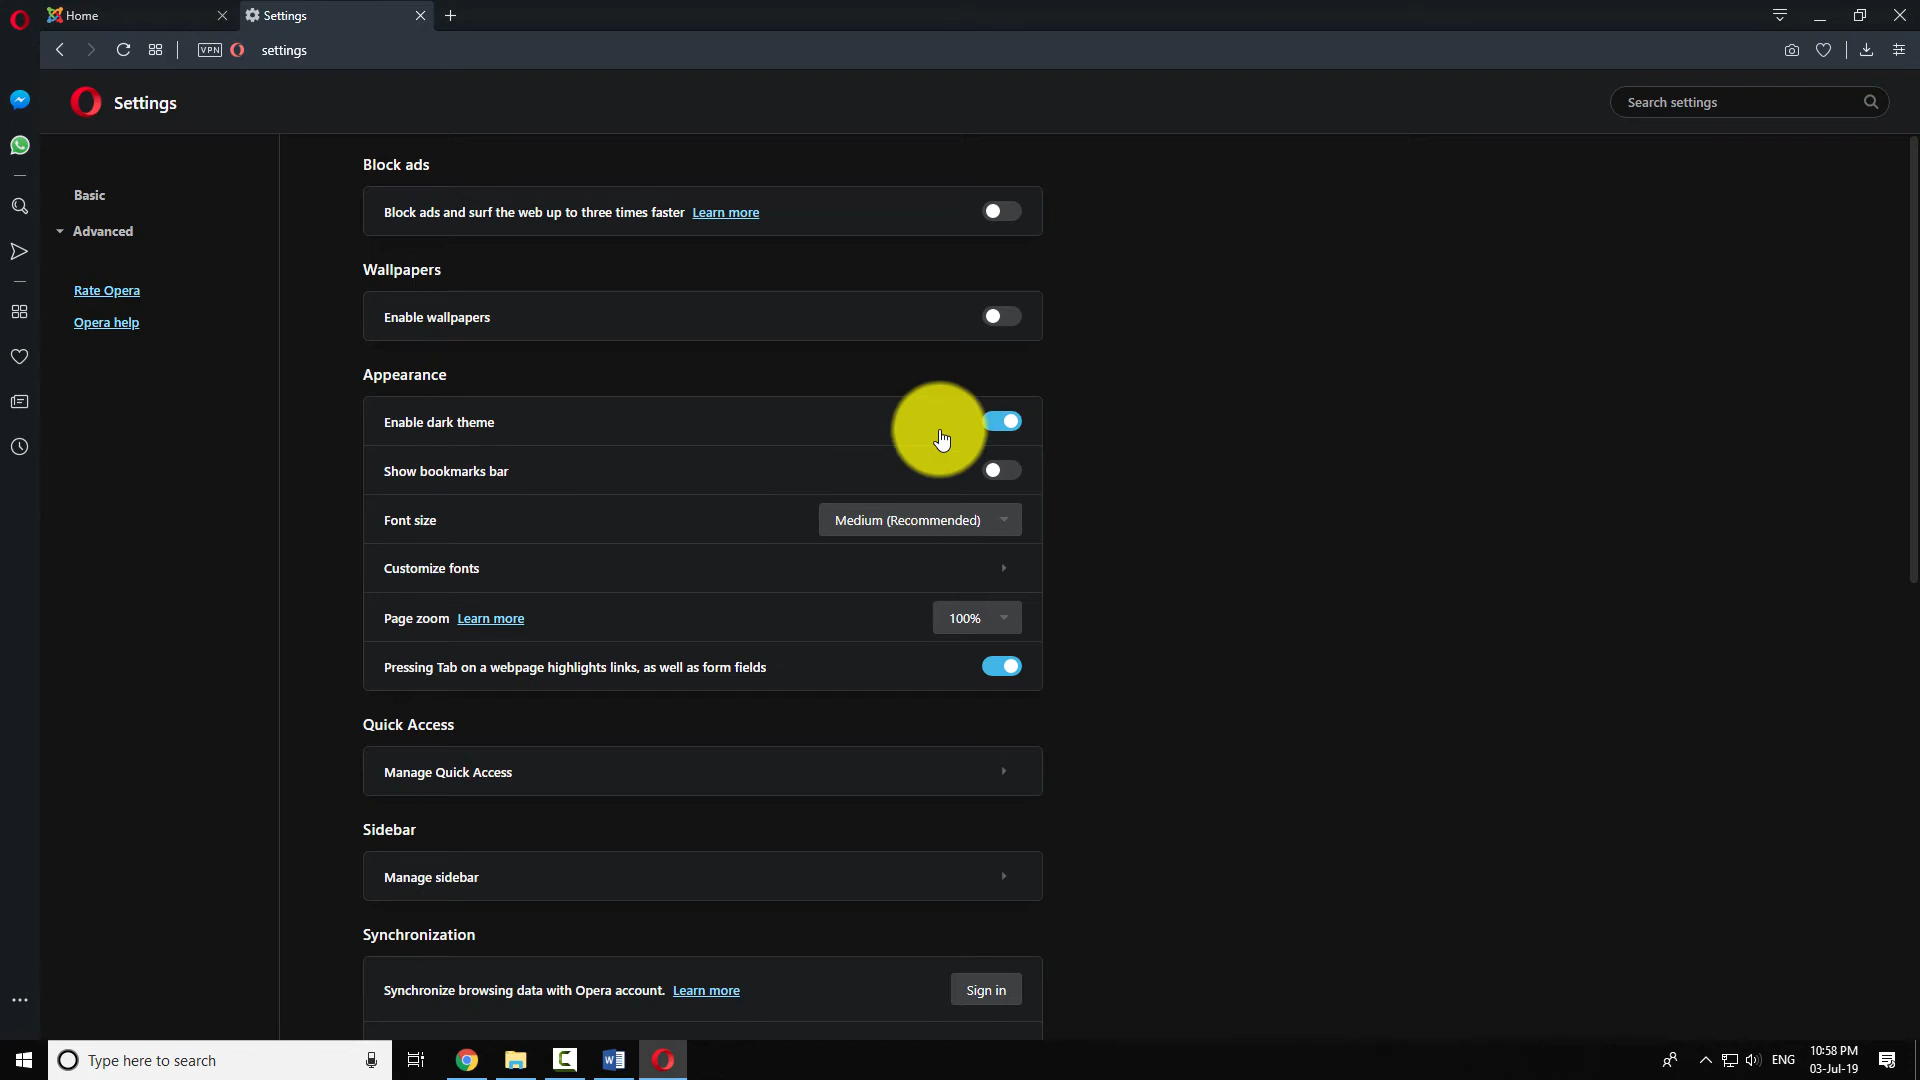 Home
Settings
VPN
settings
Settings
Search settings
Basic
Advanced
Rate Opera
Opera help
Block ads
Block ads and surf the web up to three times faster Learn more
Wallpapers
Enable wallpapers
Appearance
Enable dark theme
Show bookmarks bar
Font size
Medium (Recommended)
Customize fonts
Page zoom Learn more
100%
Pressing Tab on a webpage highlights links, as well as form fields
Quick Access
Manage Quick Access
Sidebar
Manage sidebar
Synchronization
Synchronize browsing data with Opera account. Learn more
Sign in
Type here to search
ENG
10:58 PM
03-Jul-19